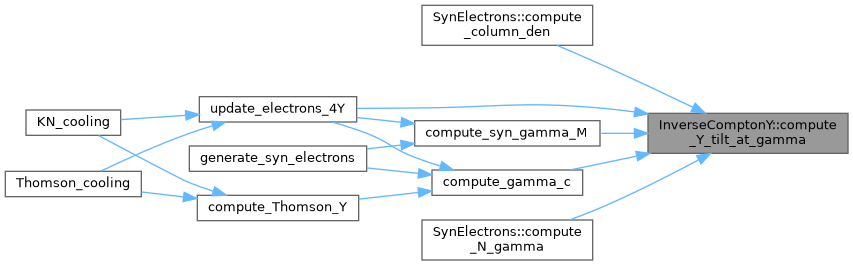 SynElectrons::compute
_column_den
update_electrons_4Y
KN_cooling
InverseComptonY::compute
_Y_tilt_at_gamma
compute_syn_gamma_M
generate_syn_electrons
Thomson_cooling
compute_gamma_c
compute_Thomson_Y
SynElectrons::compute
_N_gamma